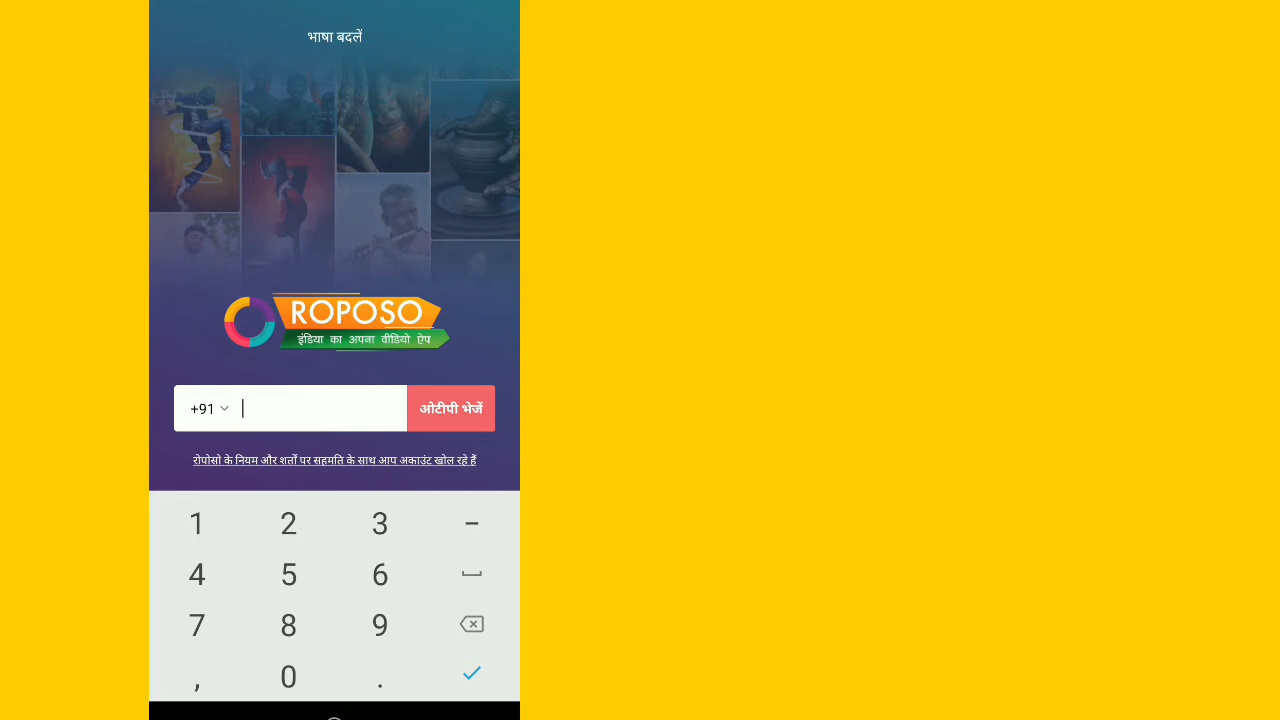 भाषा बदलें
ROPOSO
इंडिया का अपना वीडियो ऐप
+91
ओटीपी भेजें
रोपोसो के नियम और शर्तों पर सहमति के साथ आप अकाउंट खोल रहे हैं
1 2 3 –
4 5 6
7 8 9
, 0 .